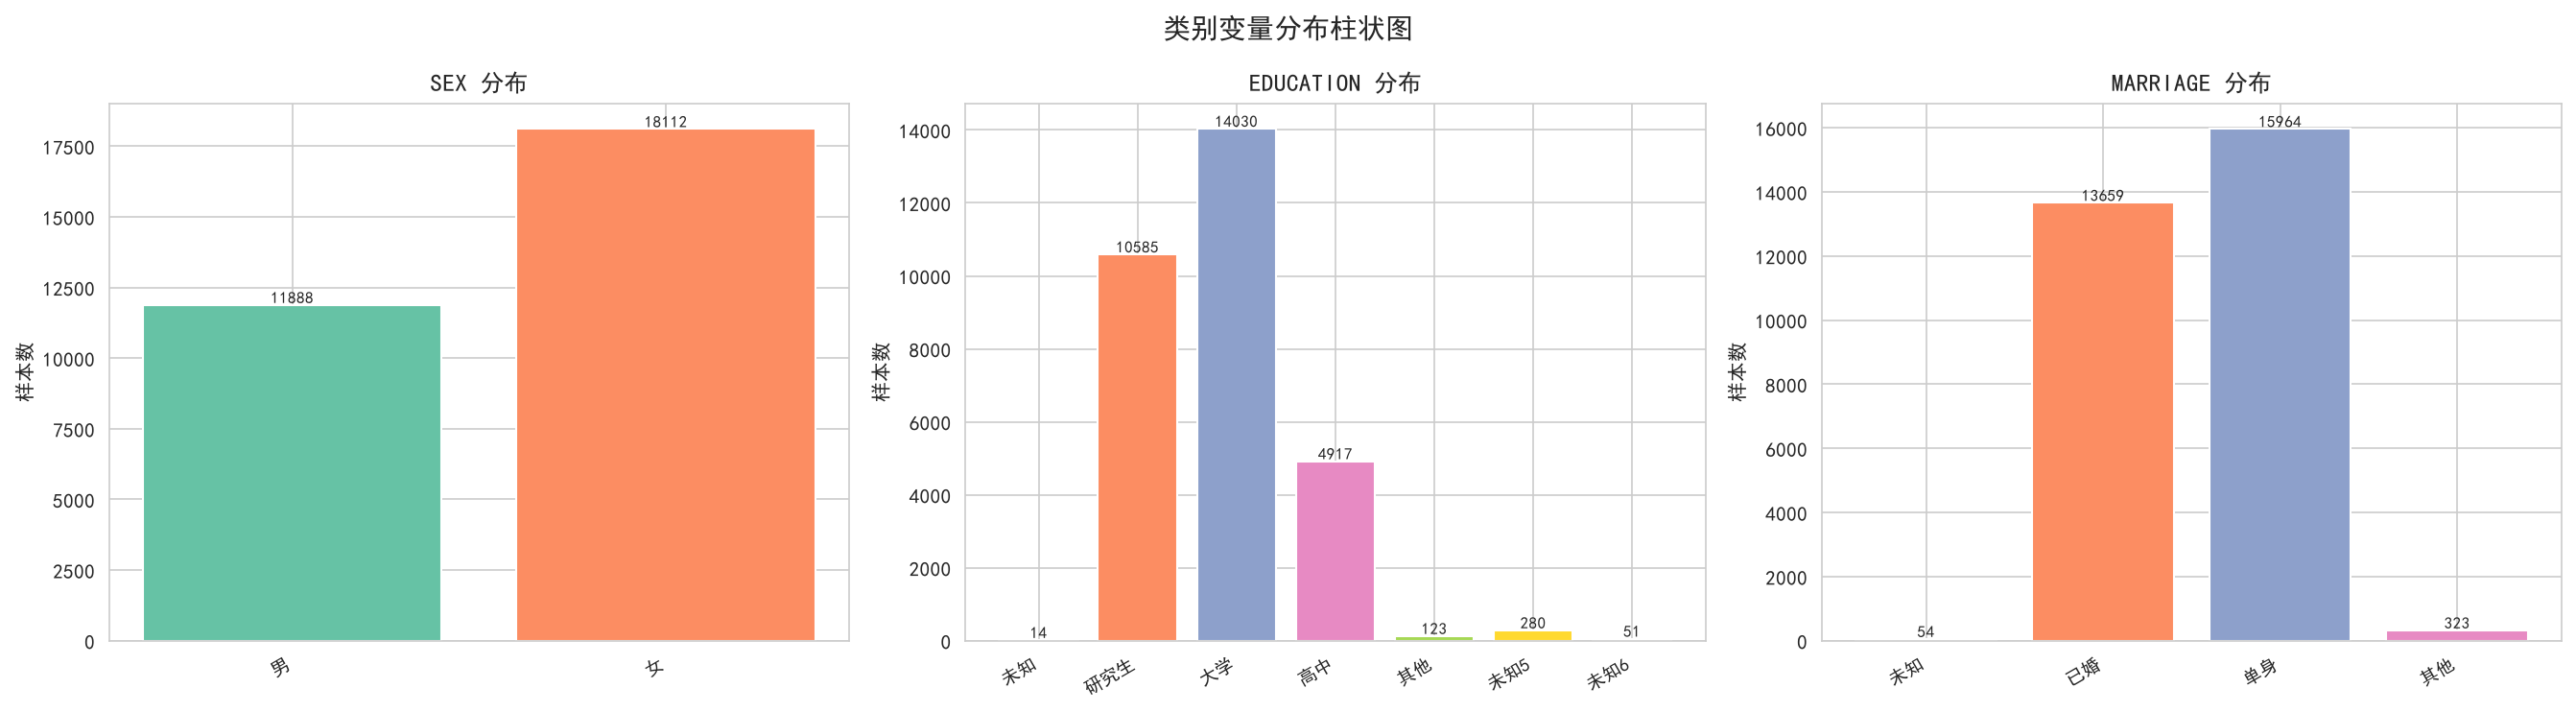 类别变量分布柱状图
SEX 分布
样本数
17500
15000
12500
10000
7500
5000
2500
0
11888
18112
男
女
EDUCATION 分布
样本数
14000
12000
10000
8000
6000
4000
2000
0
14
10585
14030
4917
123
280
51
未知
研究生
大学
高中
其他
未知5
未知6
MARRIAGE 分布
样本数
16000
14000
12000
10000
8000
6000
4000
2000
0
54
13659
15964
323
未知
已婚
单身
其他